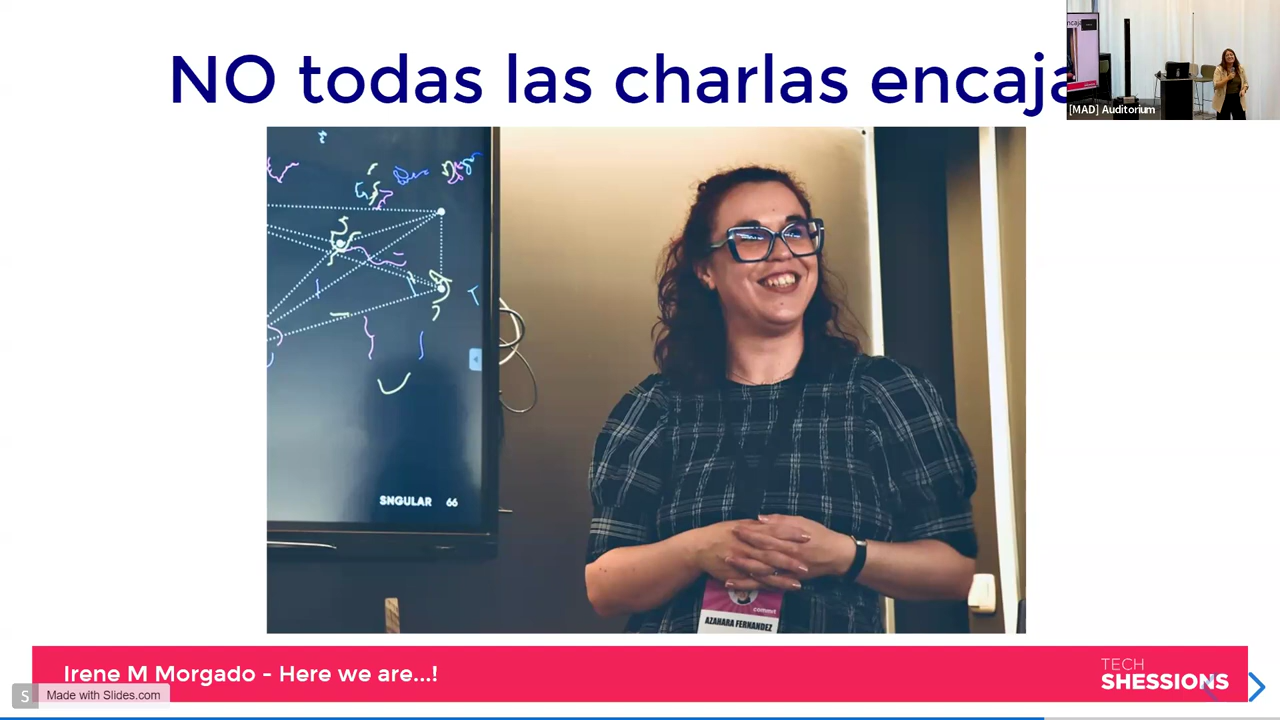 NO todas las charlas encaja
[MAD] Auditorium
SNGULAR 66
commit
AZAHARA FERNANDEZ
Irene M Morgado - Here we are...!
TECH
SHESSIONS
S Made with Slides.com